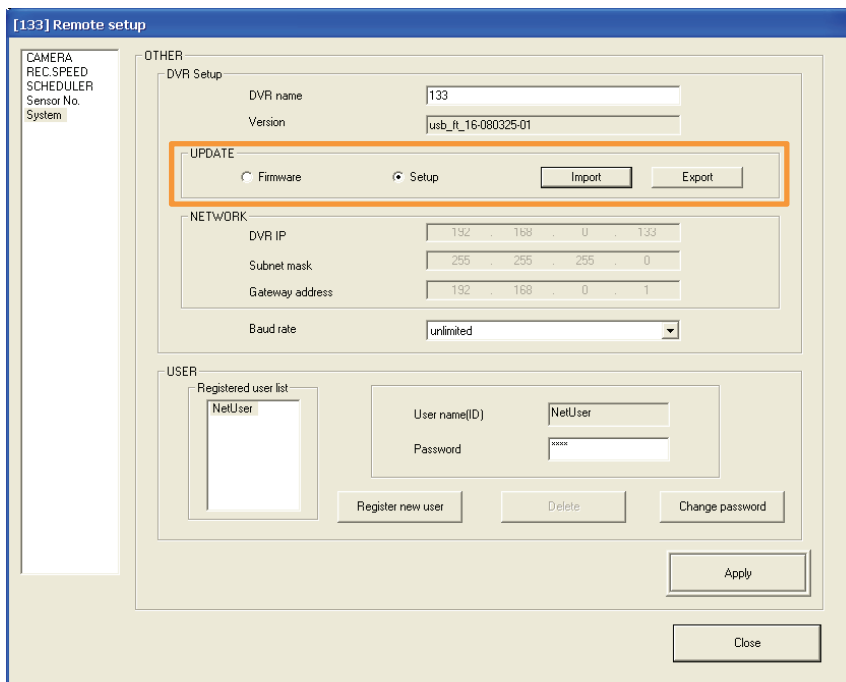 [133] Remote setup
CAMERA
REC.SPEED
SCHEDULER
Sensor No.
System
OTHER
DVR Setup
DVR name 133
Version usb_ft_16-080325-01
UPDATE
Firmware Setup Import Export
NETWORK
DVR IP 192 . 168 . 0 . 133
Subnet mask 255 . 255 . 255 . 0
Gateway address 192 . 168 . 0 . 1
Baud rate unlimited
USER
Registered user list
NetUser
User name(ID) NetUser
Password ****
Register new user Delete Change password
Apply
Close